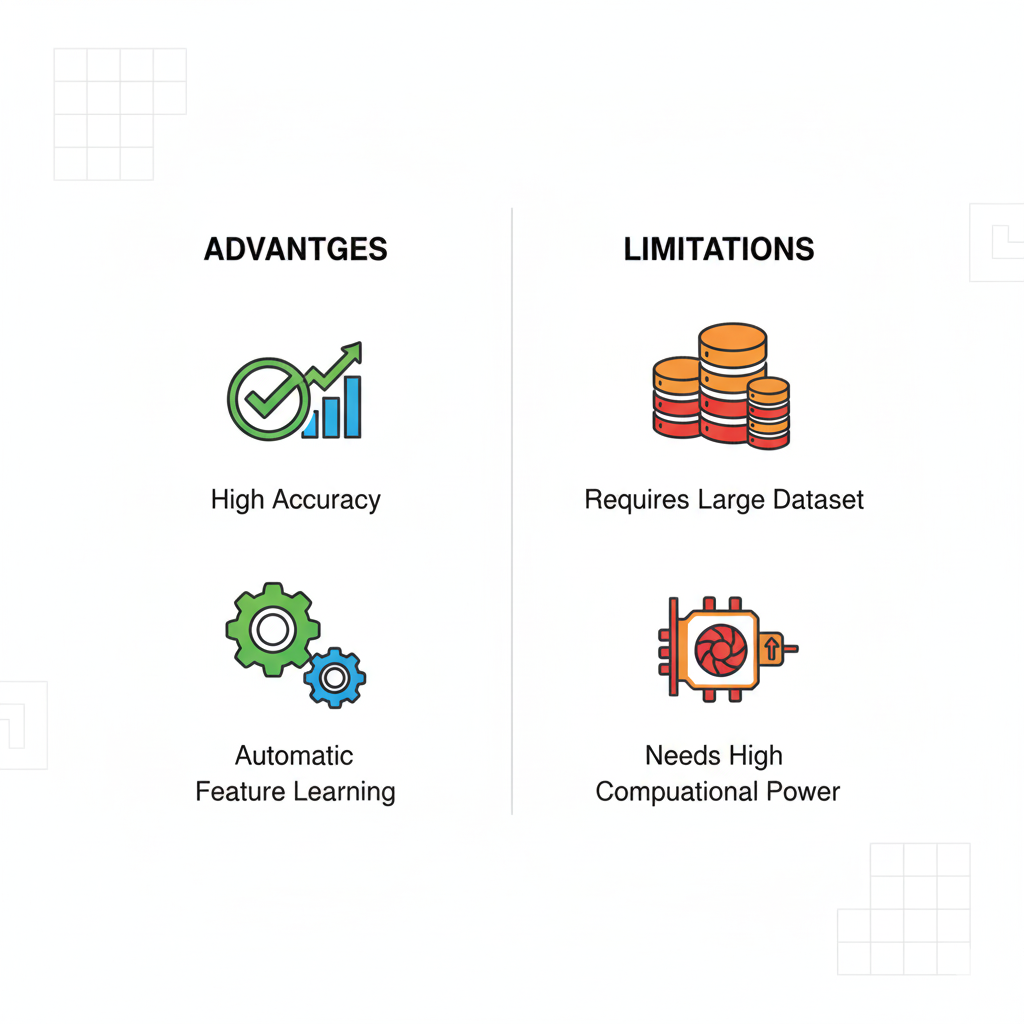 ADVANTGES
High Accuracy
Automatic
Feature Learning
LIMITATIONS
Requires Large Dataset
Needs High
Compuational Power